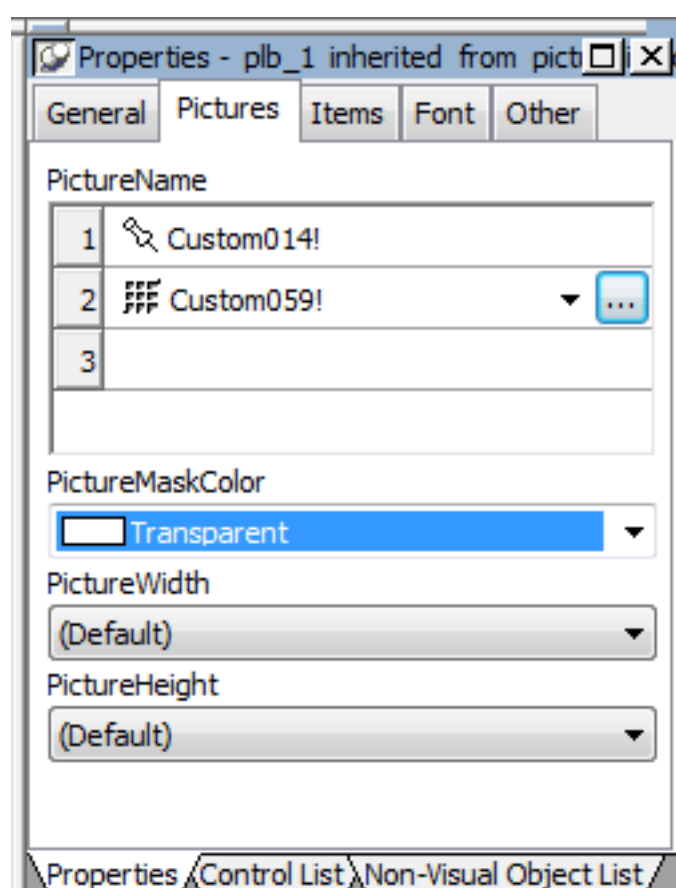 Properties - plb_1 inherited from pict
General Pictures Items Font Other
PictureName
1 Custom014!
2 Custom059! ...
3
PictureMaskColor
Transparent
PictureWidth
(Default)
PictureHeight
(Default)
Properties Control List Non-Visual Object List